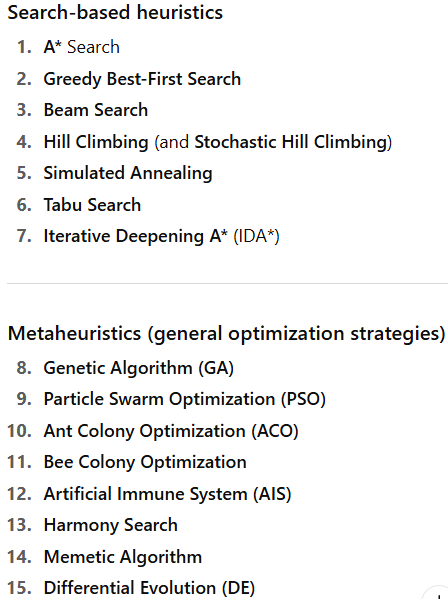 Search-based heuristics
1. A* Search
2. Greedy Best-First Search
3. Beam Search
4. Hill Climbing (and Stochastic Hill Climbing)
5. Simulated Annealing
6. Tabu Search
7. Iterative Deepening A* (IDA*)
Metaheuristics (general optimization strategies)
8. Genetic Algorithm (GA)
9. Particle Swarm Optimization (PSO)
10. Ant Colony Optimization (ACO)
11. Bee Colony Optimization
12. Artificial Immune System (AIS)
13. Harmony Search
14. Memetic Algorithm
15. Differential Evolution (DE)